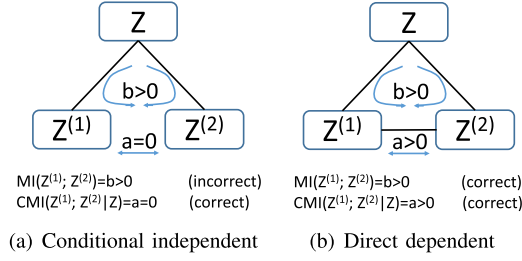 Z
Z
b>0
b>0
Z(1)
Z(2)
Z(1)
Z(2)
a=0
a>0
MI(Z(1); Z(2))=b>0 (incorrect)
CMI(Z(1); Z(2)|Z)=a=0 (correct)
MI(Z(1); Z(2))=b>0 (correct)
CMI(Z(1); Z(2)|Z)=a>0 (correct)
(a) Conditional independent
(b) Direct dependent